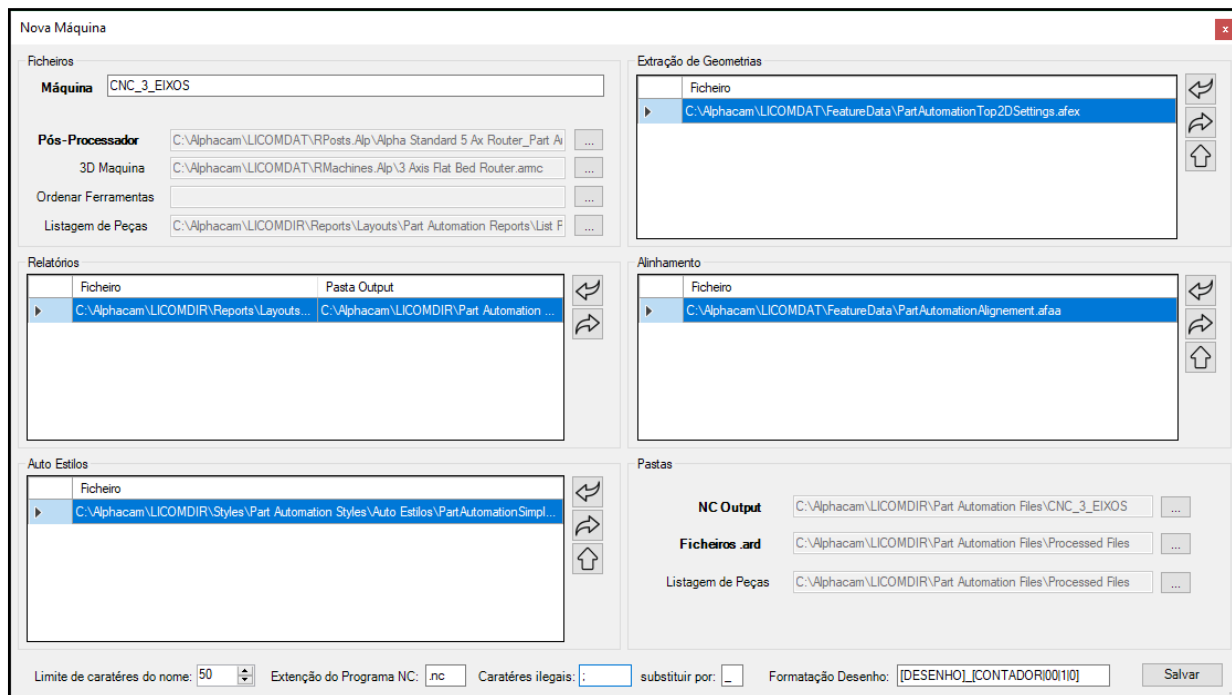 Nova Máquina
x
Ficheiros
Máquina CNC_3_EIXOS
Pós-Processador C:\Alphacam\LICOMDAT\RPosts.Alp\Alpha Standard 5 Ax Router_Part ...
3D Maquina C:\Alphacam\LICOMDAT\RMachines.Alp\3 Axis Flat Bed Router.armc ...
Ordenar Ferramentas ...
Listagem de Peças C:\Alphacam\LICOMDIR\Reports\Layouts\Part Automation Reports\List ...
Extração de Geometrias
Ficheiro
C:\Alphacam\LICOMDAT\FeatureData\PartAutomationTop2DSettings.afex
Relatórios
Ficheiro Pasta Output
C:\Alphacam\LICOMDIR\Reports\Layouts... C:\Alphacam\LICOMDIR\Part Automation ...
Alinhamento
Ficheiro
C:\Alphacam\LICOMDAT\FeatureData\PartAutomationAlignement.afaa
Auto Estilos
Ficheiro
C:\Alphacam\LICOMDIR\Styles\Part Automation Styles\Auto Estilos\PartAutomationSimpl...
Pastas
NC Output C:\Alphacam\LICOMDIR\Part Automation Files\CNC_3_EIXOS ...
Ficheiros .ard C:\Alphacam\LICOMDIR\Part Automation Files\Processed Files ...
Listagem de Peças C:\Alphacam\LICOMDIR\Part Automation Files\Processed Files ...
Limite de caratéres do nome: 50 Extenção do Programa NC: .nc Caratéres ilegais: ; substituir por: _ Formatação Desenho: [DESENHO]_[CONTADOR|00|1|0] Salvar